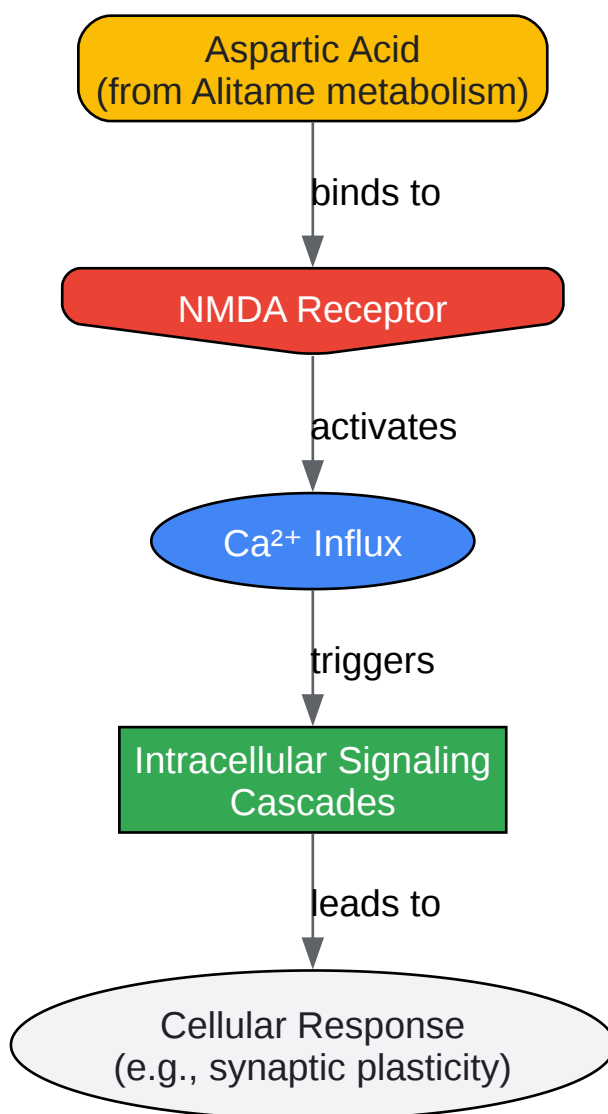 Aspartic Acid
(from Alitame metabolism)
binds to
NMDA Receptor
activates
Ca²⁺ Influx
triggers
Intracellular Signaling
Cascades
leads to
Cellular Response
(e.g., synaptic plasticity)